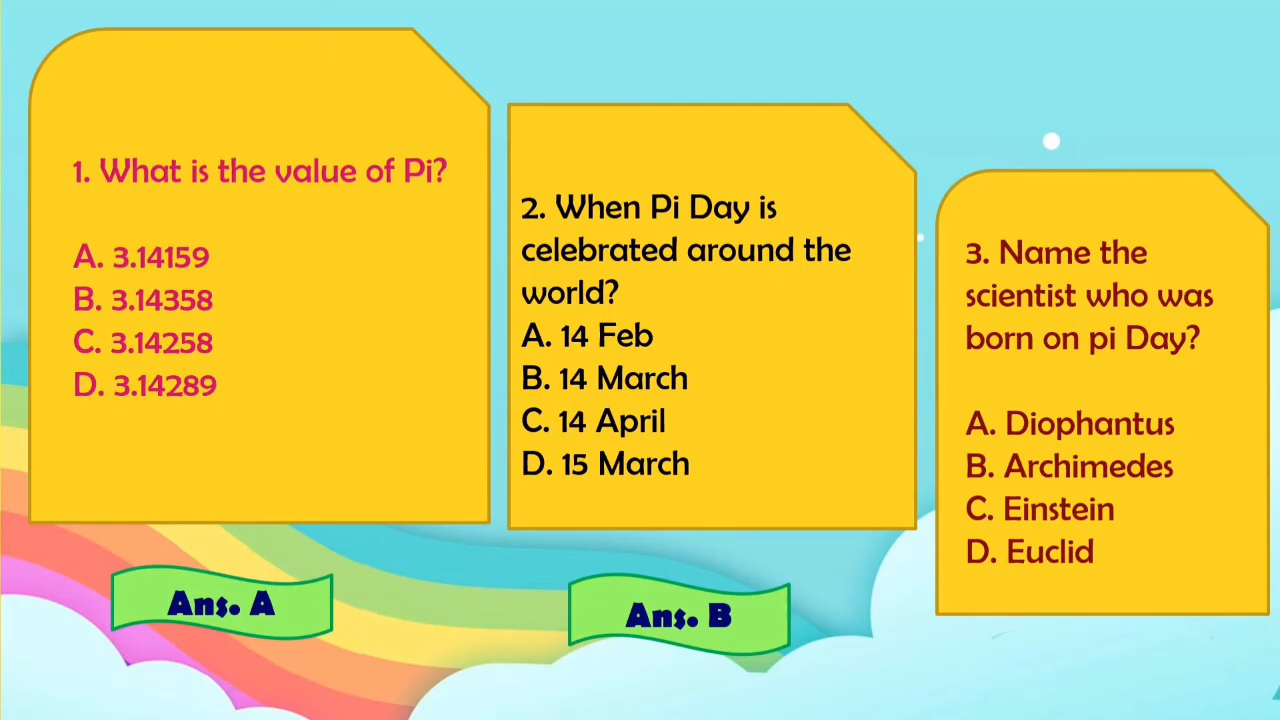 1. What is the value of Pi?
A. 3.14159
B. 3.14358
C. 3.14258
D. 3.14289
Ans. A
2. When Pi Day is
celebrated around the
world?
A. 14 Feb
B. 14 March
C. 14 April
D. 15 March
Ans. B
3. Name the
scientist who was
born on pi Day?
A. Diophantus
B. Archimedes
C. Einstein
D. Euclid